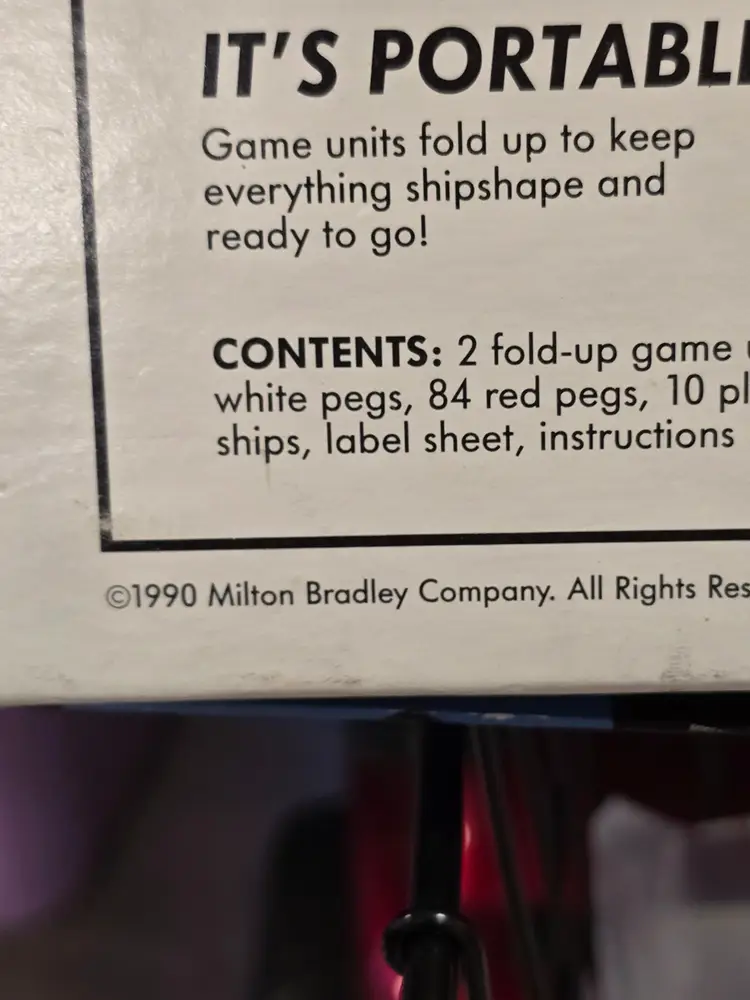 IT'S PORTABL
Game units fold up to keep
everything shipshape and
ready to go!
CONTENTS: 2 fold-up game
white pegs, 84 red pegs, 10 pl
ships, label sheet, instructions
©1990 Milton Bradley Company. All Rights Res